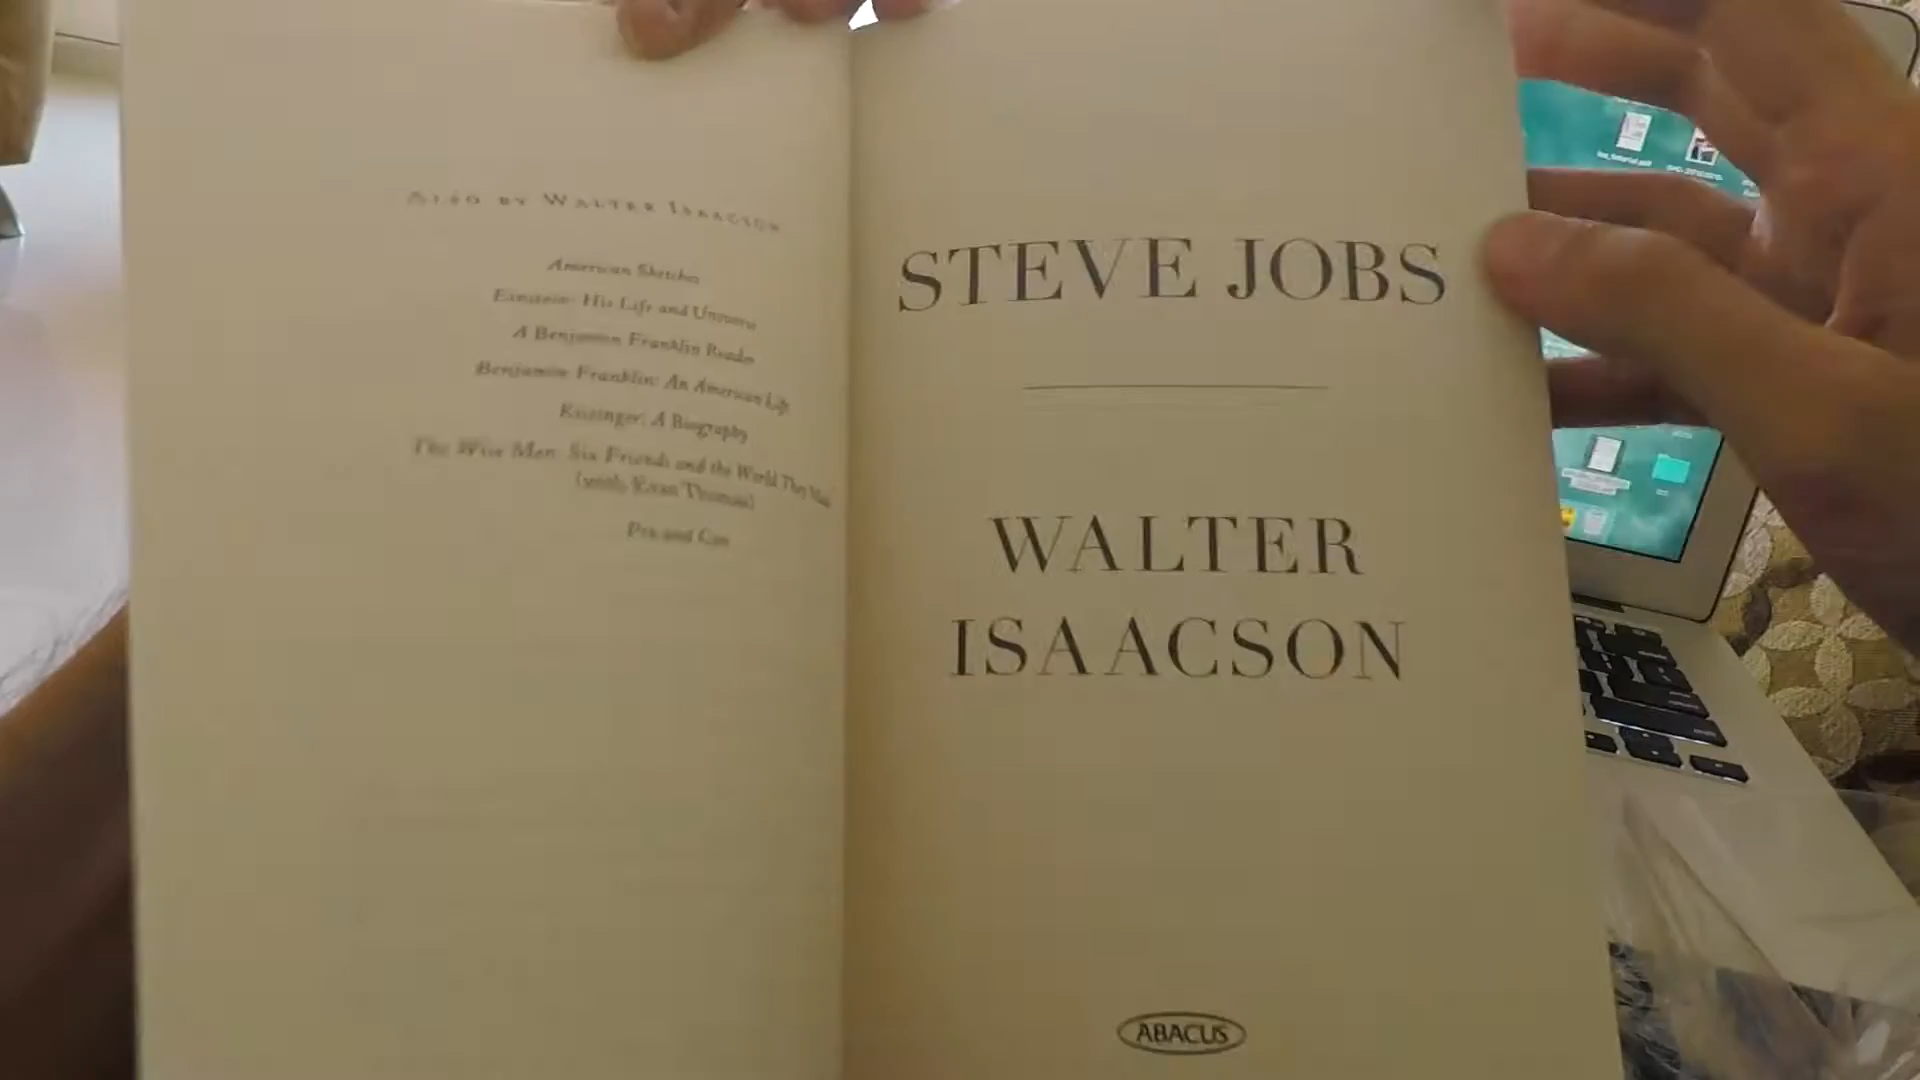 ALSO BY WALTER ISAACSON
American Sketches
Einstein: His Life and Universe
A Benjamin Franklin Reader
Benjamin Franklin: An American Life
Kissinger: A Biography
The Wise Men: Six Friends and the World They Made
(with Evan Thomas)
Pro and Con
STEVE JOBS
WALTER
ISAACSON
ABACUS